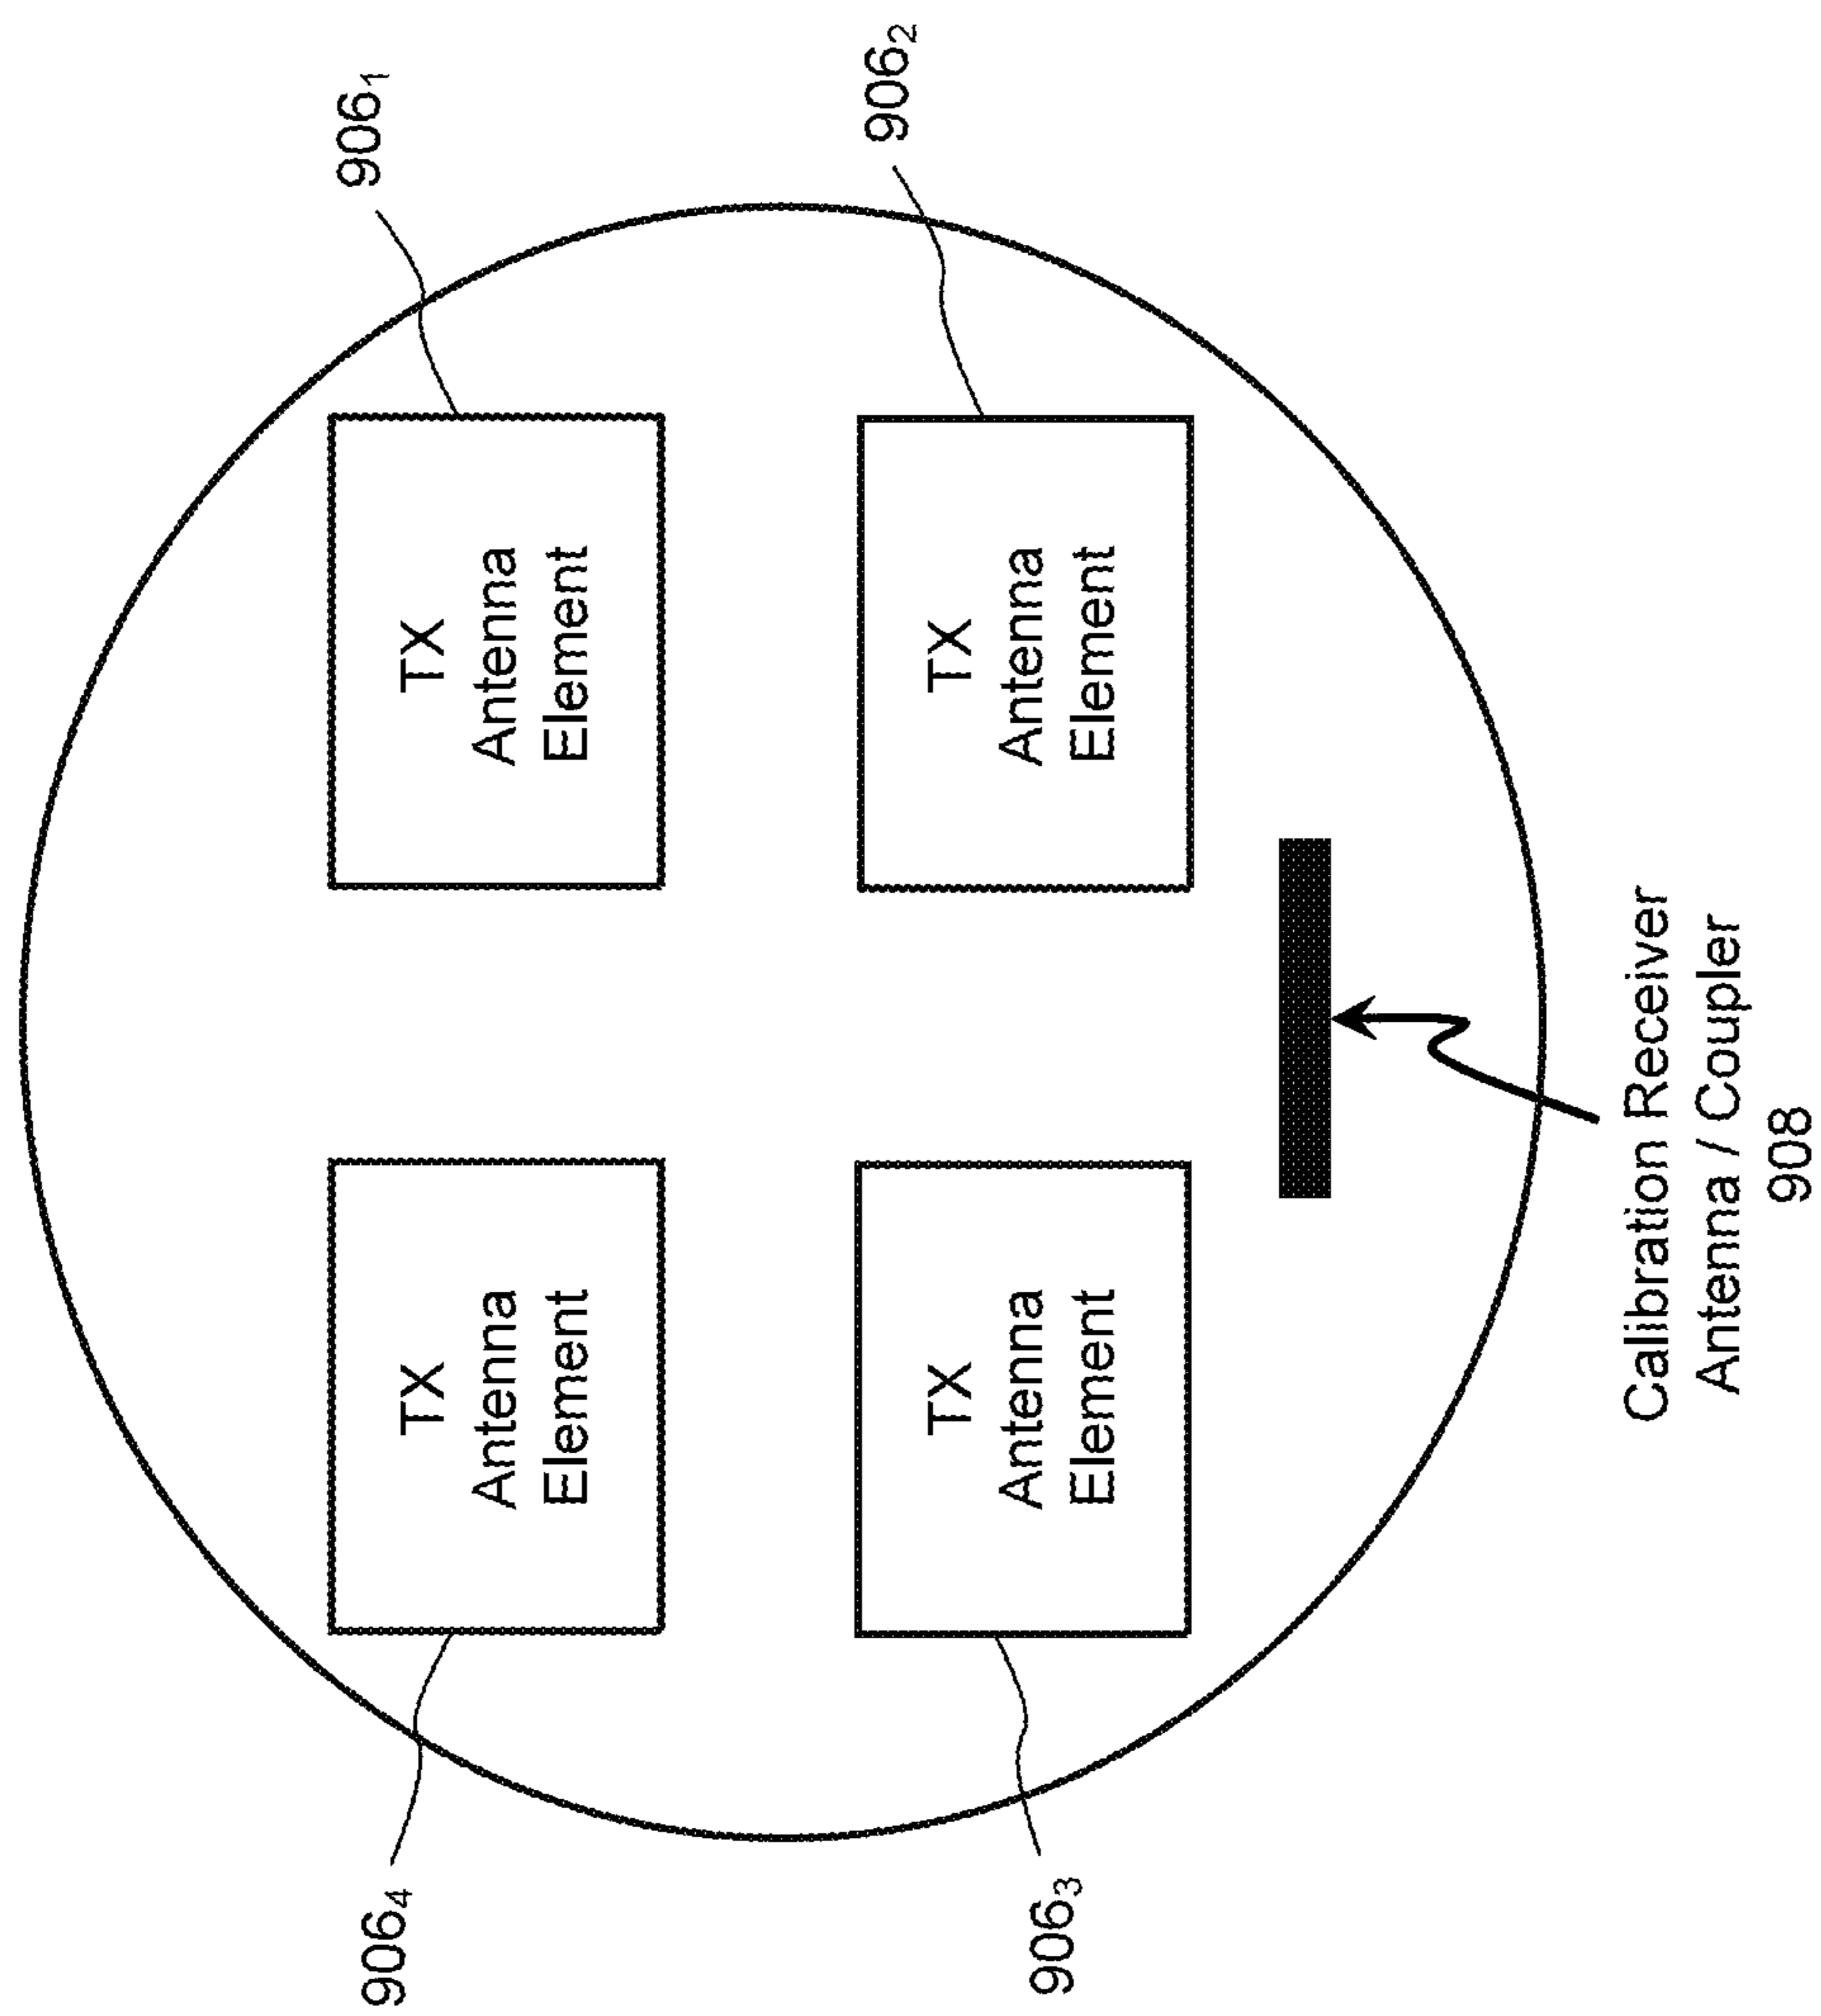 906₄
906₁
TX
Antenna
Element
TX
Antenna
Element
906₃
906₂
TX
Antenna
Element
TX
Antenna
Element
Calibration Receiver
Antenna / Coupler
908